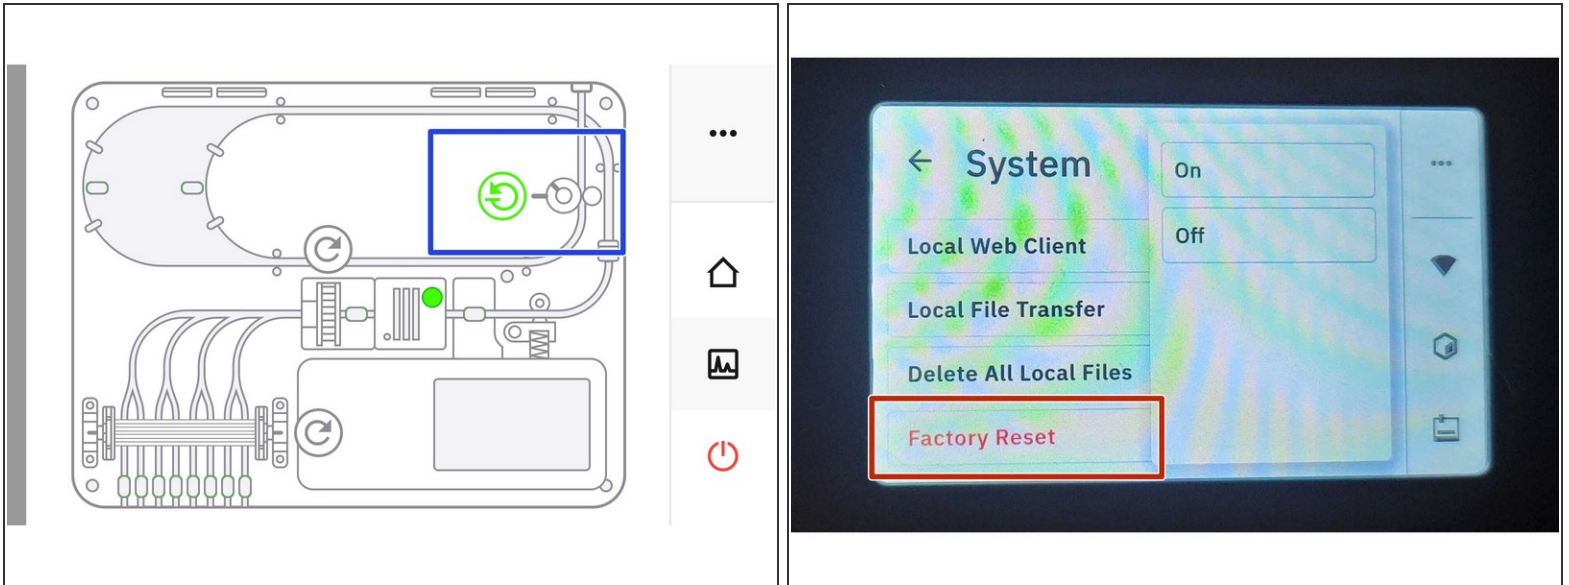 System
On
Off
Local Web Client
Local File Transfer
Delete All Local Files
Factory Reset